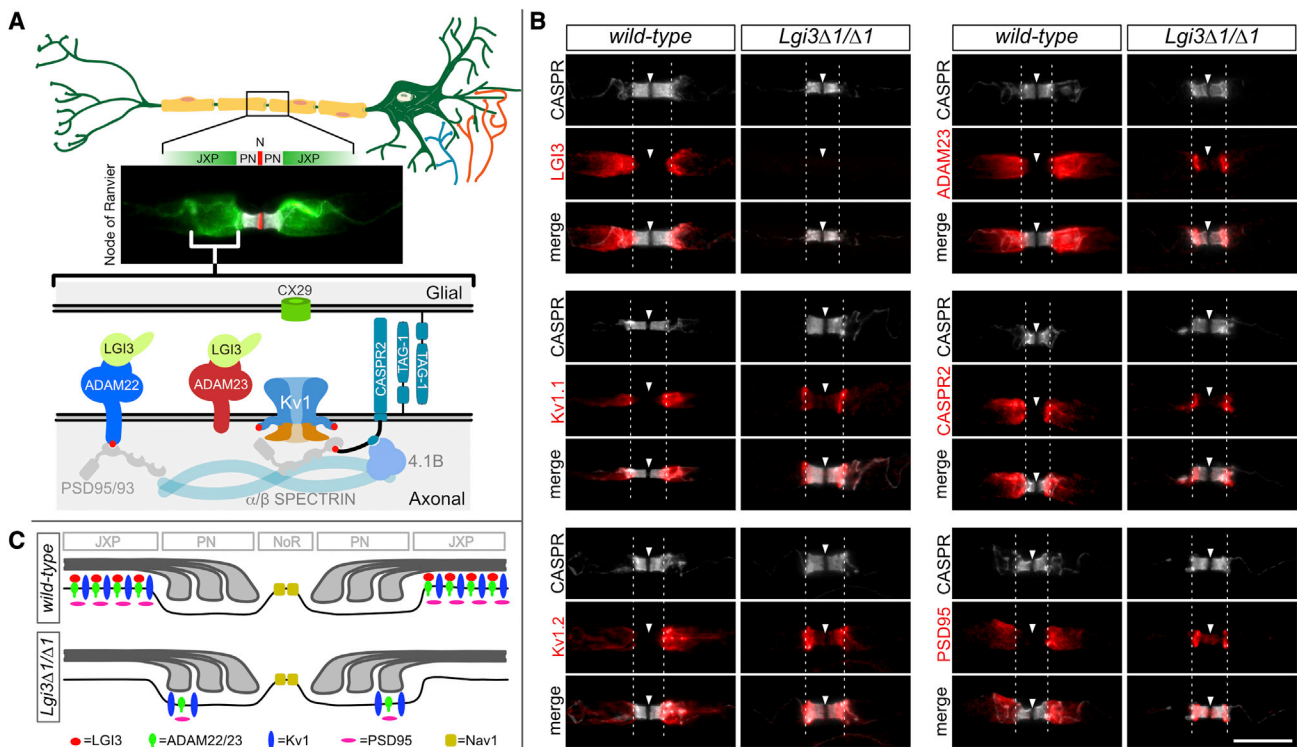 A
N
JXP PN PN JXP
Node of Ranvier
CX29
Glial
LGI3
LGI3
ADAM22
ADAM23
Kv1
CASPR2
TAG-1
TAG-1
4.1B
PSD95/93
α/β SPECTRIN
Axonal
B
wild-type Lgi3Δ1/Δ1 wild-type Lgi3Δ1/Δ1
CASPR
LGI3
merge
CASPR
ADAM23
merge
CASPR
Kv1.1
merge
CASPR
CASPR2
merge
CASPR
Kv1.2
merge
CASPR
PSD95
merge
C
JXP PN NoR PN JXP
wild-type
Lgi3Δ1/Δ1
=LGI3 =ADAM22/23 =Kv1 =PSD95 =Nav1